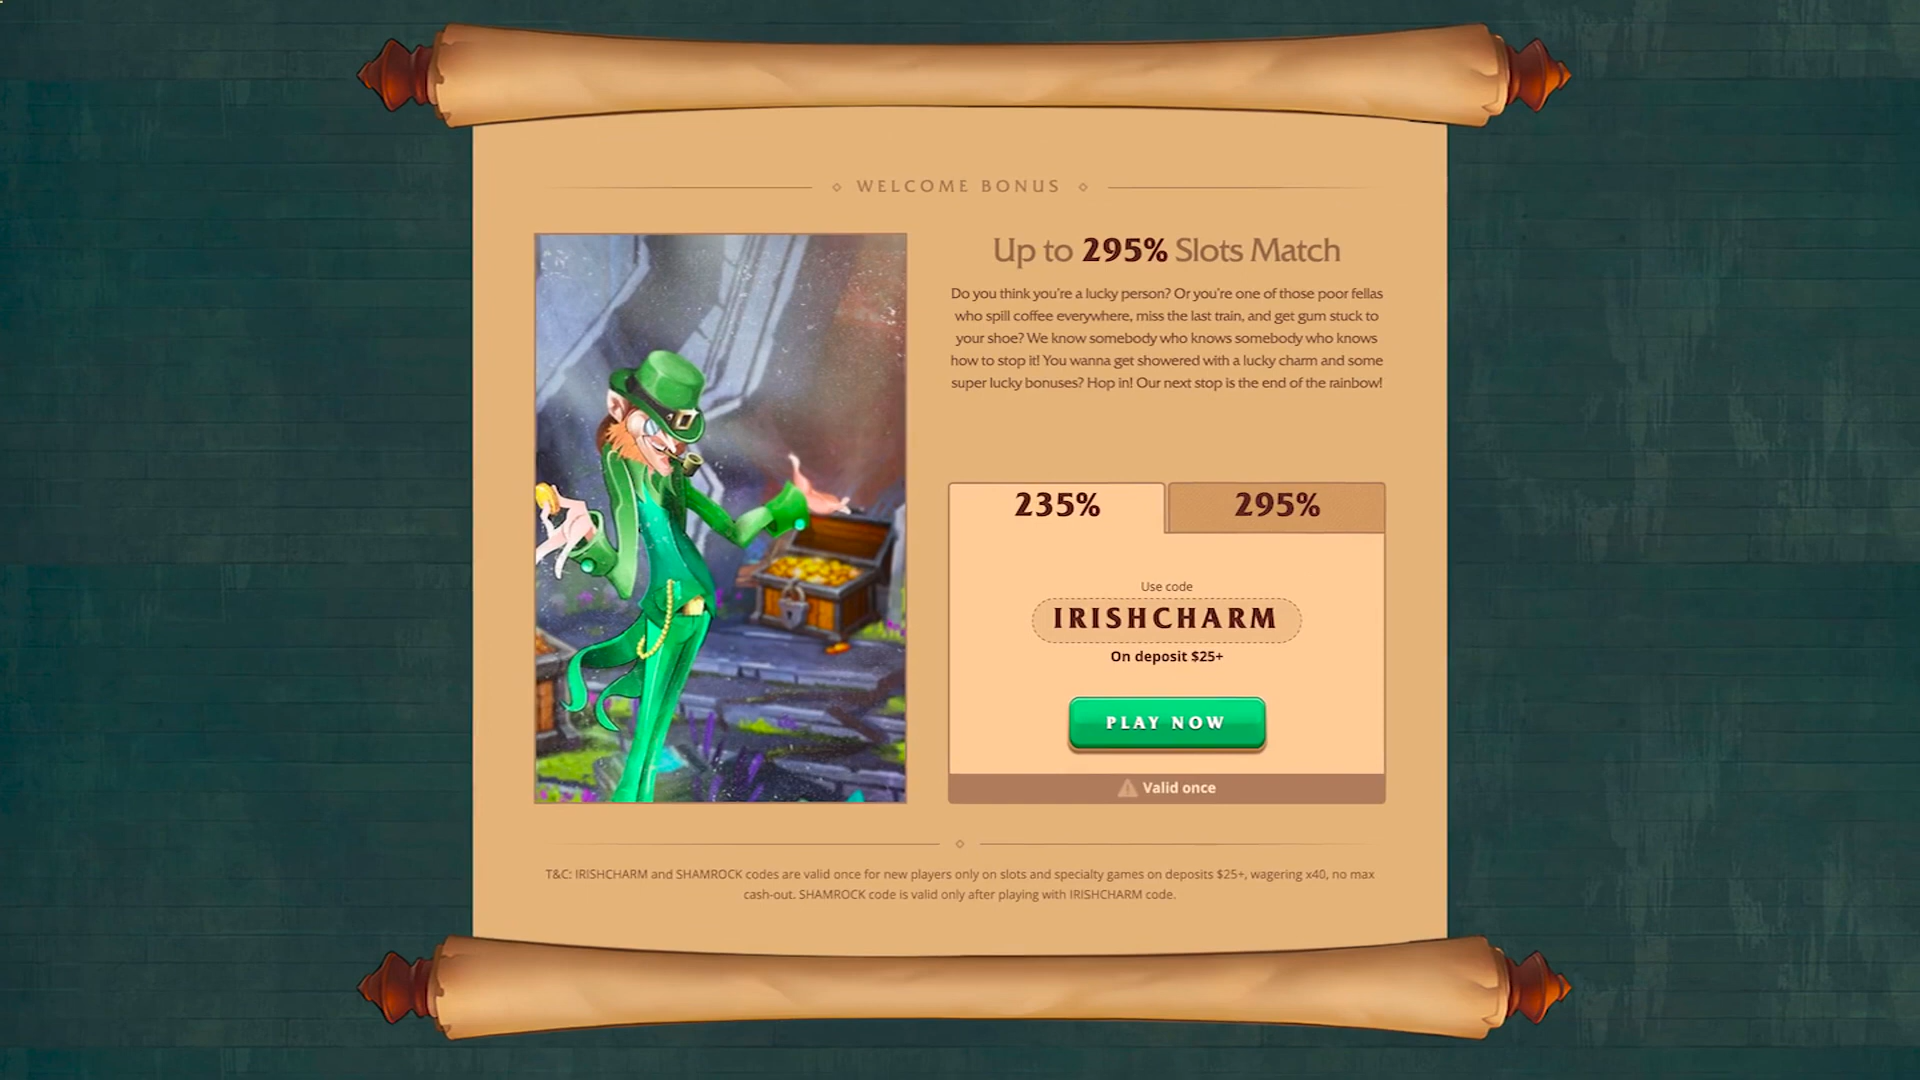 WELCOME BONUS
Up to 295% Slots Match
Do you think you're a lucky person? Or you're one of those poor fellas
who spill coffee everywhere, miss the last train, and get gum stuck to
your shoe? We know somebody who knows somebody who knows
how to stop it! You wanna get showered with a lucky charm and some
super lucky bonuses? Hop in! Our next stop is the end of the rainbow!
235%
295%
Use code
IRISHCHARM
On deposit $25+
PLAY NOW
Valid once
T&C: IRISHCHARM and SHAMROCK codes are valid once for new players only on slots and specialty games on deposits $25+, wagering x40, no max
cash-out. SHAMROCK code is valid only after playing with IRISHCHARM code.